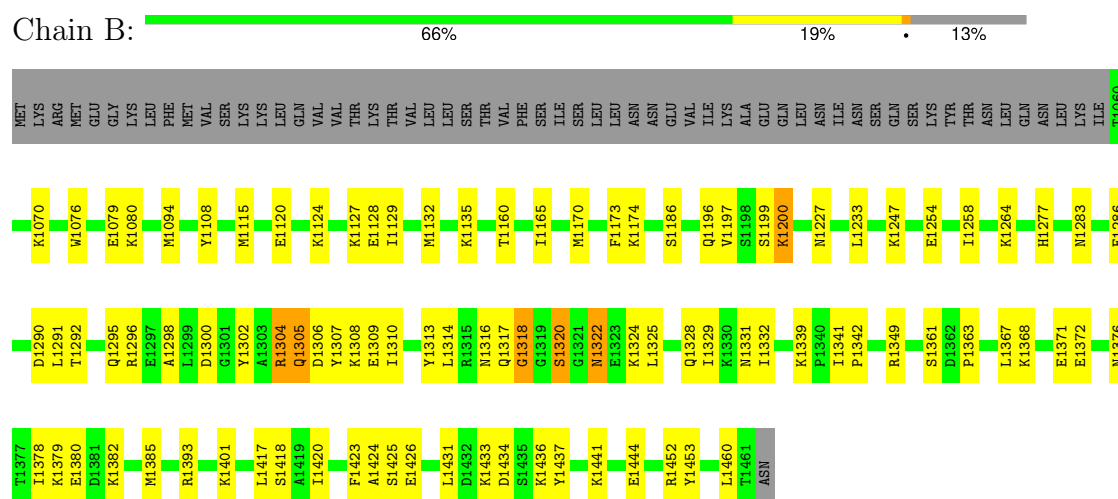 Chain B:
66% 19% • 13%
MET LYS ARG MET GLU GLY LYS LEU PHE MET VAL SER LYS LYS LEU GLN VAL VAL THR LYS THR VAL LEU LEU SER THR VAL PHE SER ILE SER LEU LEU ASN ASN GLU VAL ILE LYS ALA GLU GLN LEU ASN ILE ASN SER GLN SER LYS TYR THR ASN LEU GLN ASN LEU LYS ILE T1060
K1070 W1076 E1079 K1080 M1094 Y1108 M1115 E1120 K1124 K1127 E1128 I1129 M1132 K1135 T1160 I1165 M1170 F1173 K1174 S1186 Q1196 V1197 S1198 S1199 K1200 N1227 L1233 K1247 E1254 I1258 K1264 H1277 N1283 E1286
D1290 L1291 T1292 Q1295 R1296 E1297 A1298 L1299 D1300 G1301 Y1302 A1303 R1304 Q1305 D1306 Y1307 K1308 E1309 I1310 Y1313 L1314 R1315 N1316 Q1317 G1318 G1319 S1320 G1321 N1322 E1323 K1324 L1325 Q1328 I1329 K1330 N1331 I1332 K1339 P1340 I1341 P1342 R1349 S1361 D1362 P1363 L1367 K1368 E1371 E1372 N1376
T1377 I1378 K1379 E1380 D1381 K1382 M1385 R1393 K1401 L1417 S1418 A1419 I1420 F1423 A1424 S1425 E1426 L1431 D1432 K1433 D1434 S1435 K1436 Y1437 K1441 E1444 R1452 Y1453 L1460 T1461 ASN